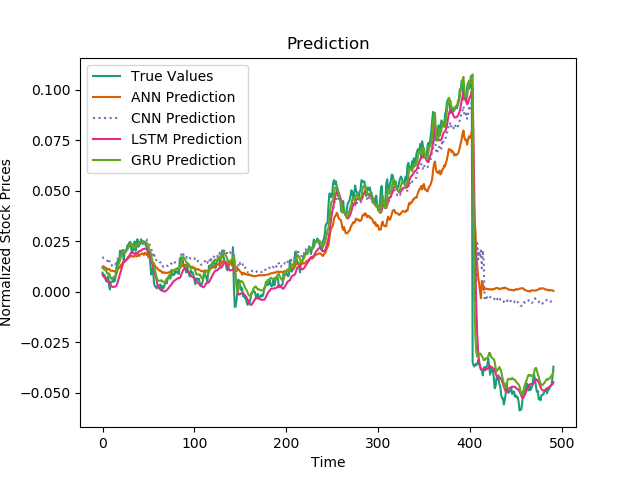 Prediction
True Values
ANN Prediction
CNN Prediction
LSTM Prediction
GRU Prediction
Normalized Stock Prices
0.100
0.075
0.050
0.025
0.000
−0.025
−0.050
0 100 200 300 400 500
Time